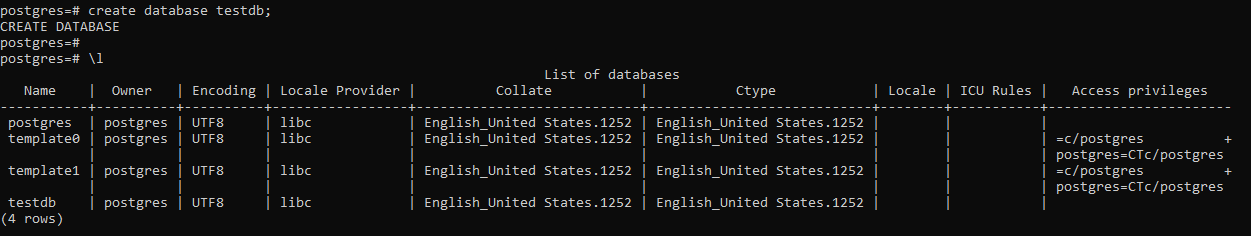 postgres=# create database testdb;
CREATE DATABASE
postgres=#
postgres=# \l
                                                                List of databases
   Name    |  Owner   | Encoding | Locale Provider |          Collate           |           Ctype            | Locale | ICU Rules |   Access privileges
-----------+----------+----------+-----------------+----------------------------+----------------------------+--------+-----------+-----------------------
 postgres  | postgres | UTF8     | libc            | English_United States.1252 | English_United States.1252 |        |           |
 template0 | postgres | UTF8     | libc            | English_United States.1252 | English_United States.1252 |        |           | =c/postgres          +
           |          |          |                 |                            |                            |        |           | postgres=CTc/postgres
 template1 | postgres | UTF8     | libc            | English_United States.1252 | English_United States.1252 |        |           | =c/postgres          +
           |          |          |                 |                            |                            |        |           | postgres=CTc/postgres
 testdb    | postgres | UTF8     | libc            | English_United States.1252 | English_United States.1252 |        |           |
(4 rows)